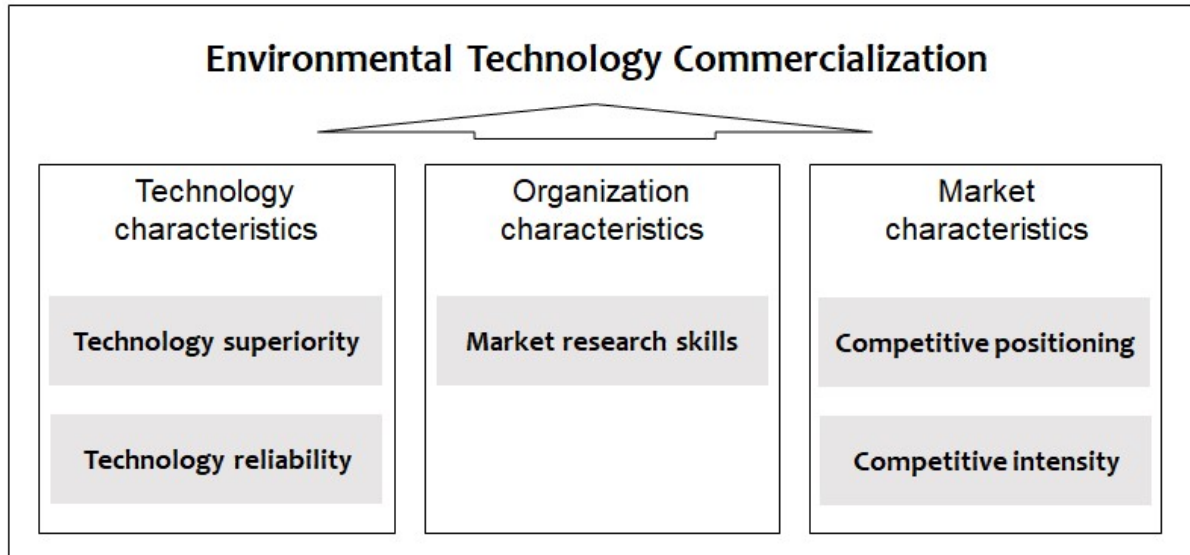 Environmental Technology Commercialization
Technology
characteristics
Technology superiority
Technology reliability
Organization
characteristics
Market research skills
Market
characteristics
Competitive positioning
Competitive intensity